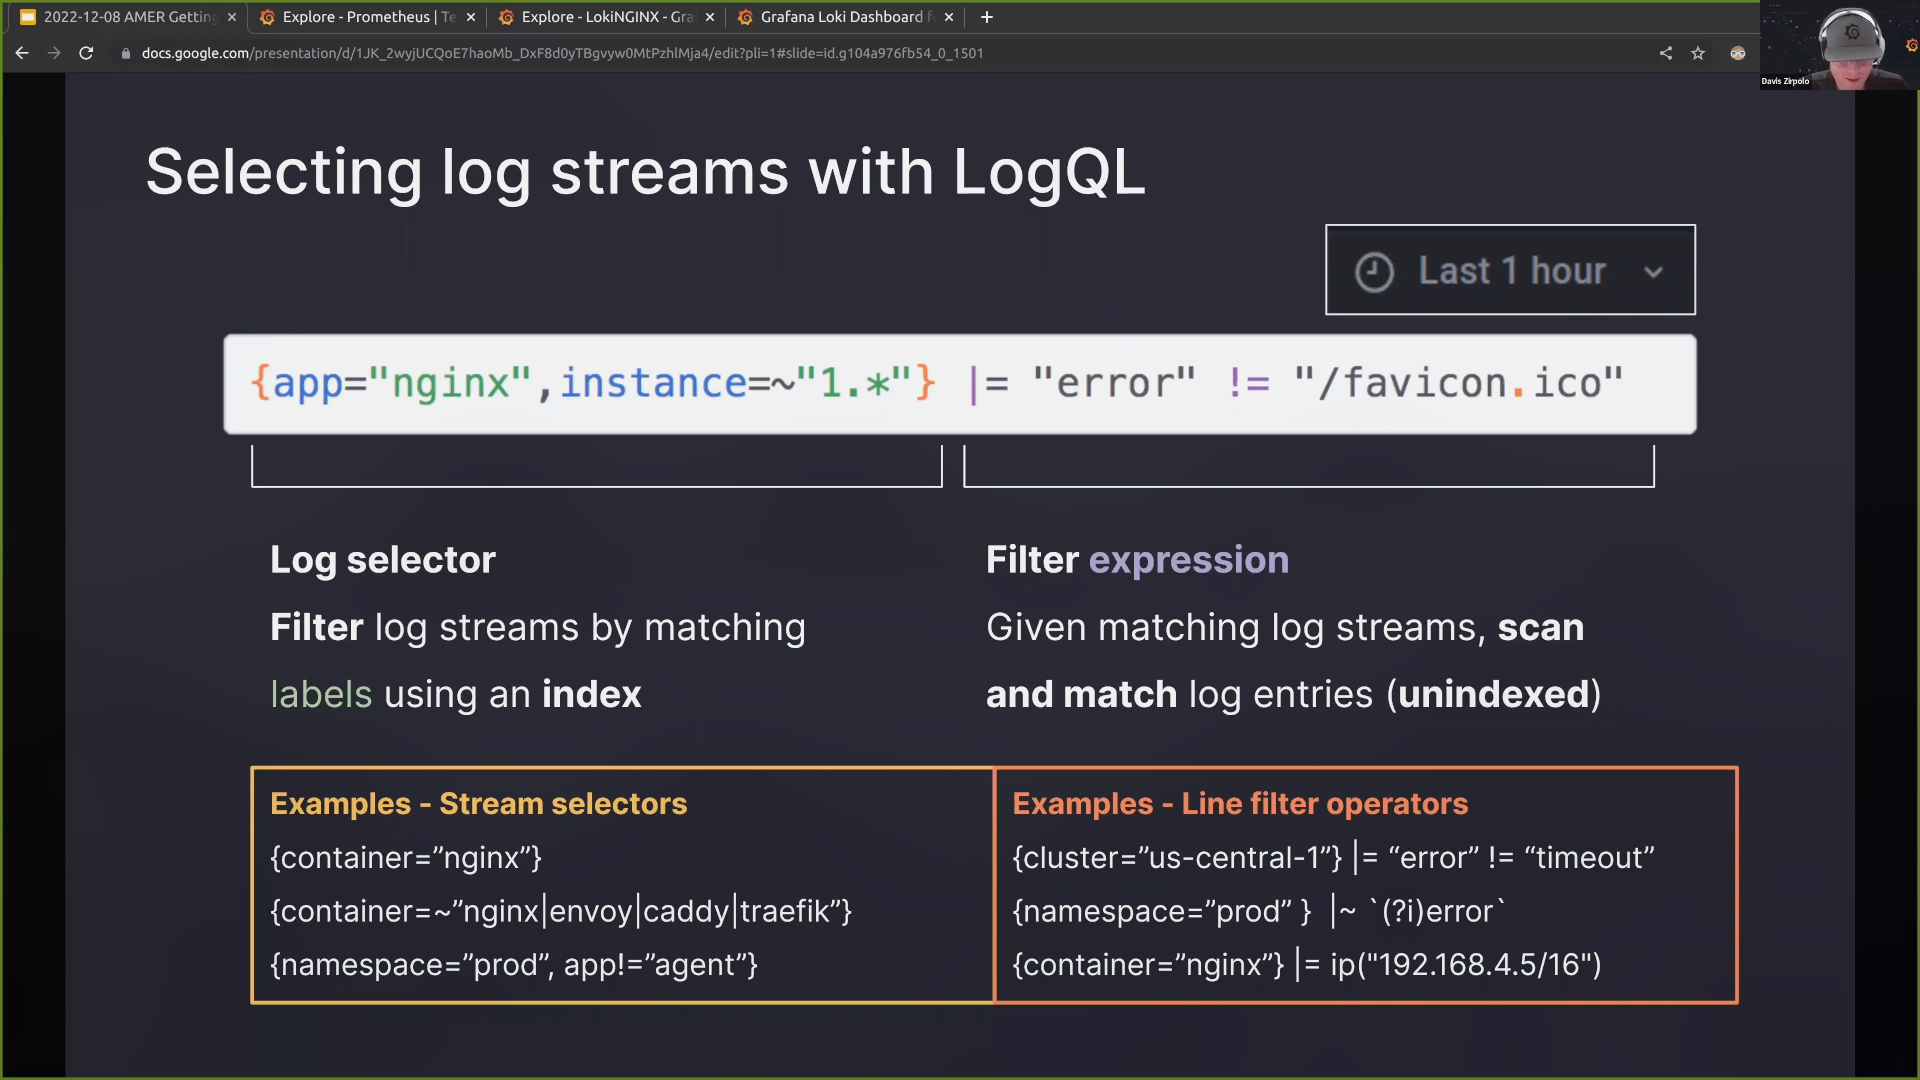 2022-12-08 AMER Getting
Explore - Prometheus | Te
Explore - LokiNGINX - Gra
Grafana Loki Dashboard f
docs.google.com/presentation/d/1JK_2wyjUCQoE7haoMb_DxF8d0yTBgvyw0MtPzhlMja4/edit?pli=1#slide=id.g104a976fb54_0_1501
Davis Zirpolo
Selecting log streams with LogQL
Last 1 hour
{app="nginx",instance=~"1.*"} |= "error" != "/favicon.ico"
Log selector
Filter log streams by matching
labels using an index
Filter expression
Given matching log streams, scan
and match log entries (unindexed)
Examples - Stream selectors
{container=”nginx”}
{container=~”nginx|envoy|caddy|traefik”}
{namespace=”prod”, app!=”agent”}
Examples - Line filter operators
{cluster=”us-central-1”} |= “error” != “timeout”
{namespace=”prod” } |~ `(?i)error`
{container=”nginx”} |= ip("192.168.4.5/16")